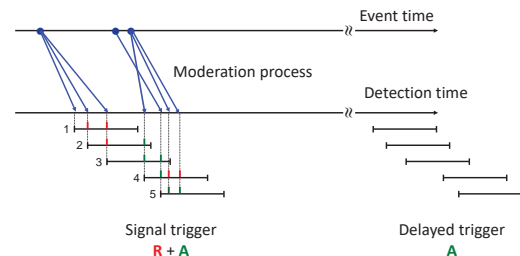 Event time
Moderation process
Detection time
1
2
3
4
5
Signal trigger
R + A
Delayed trigger
A